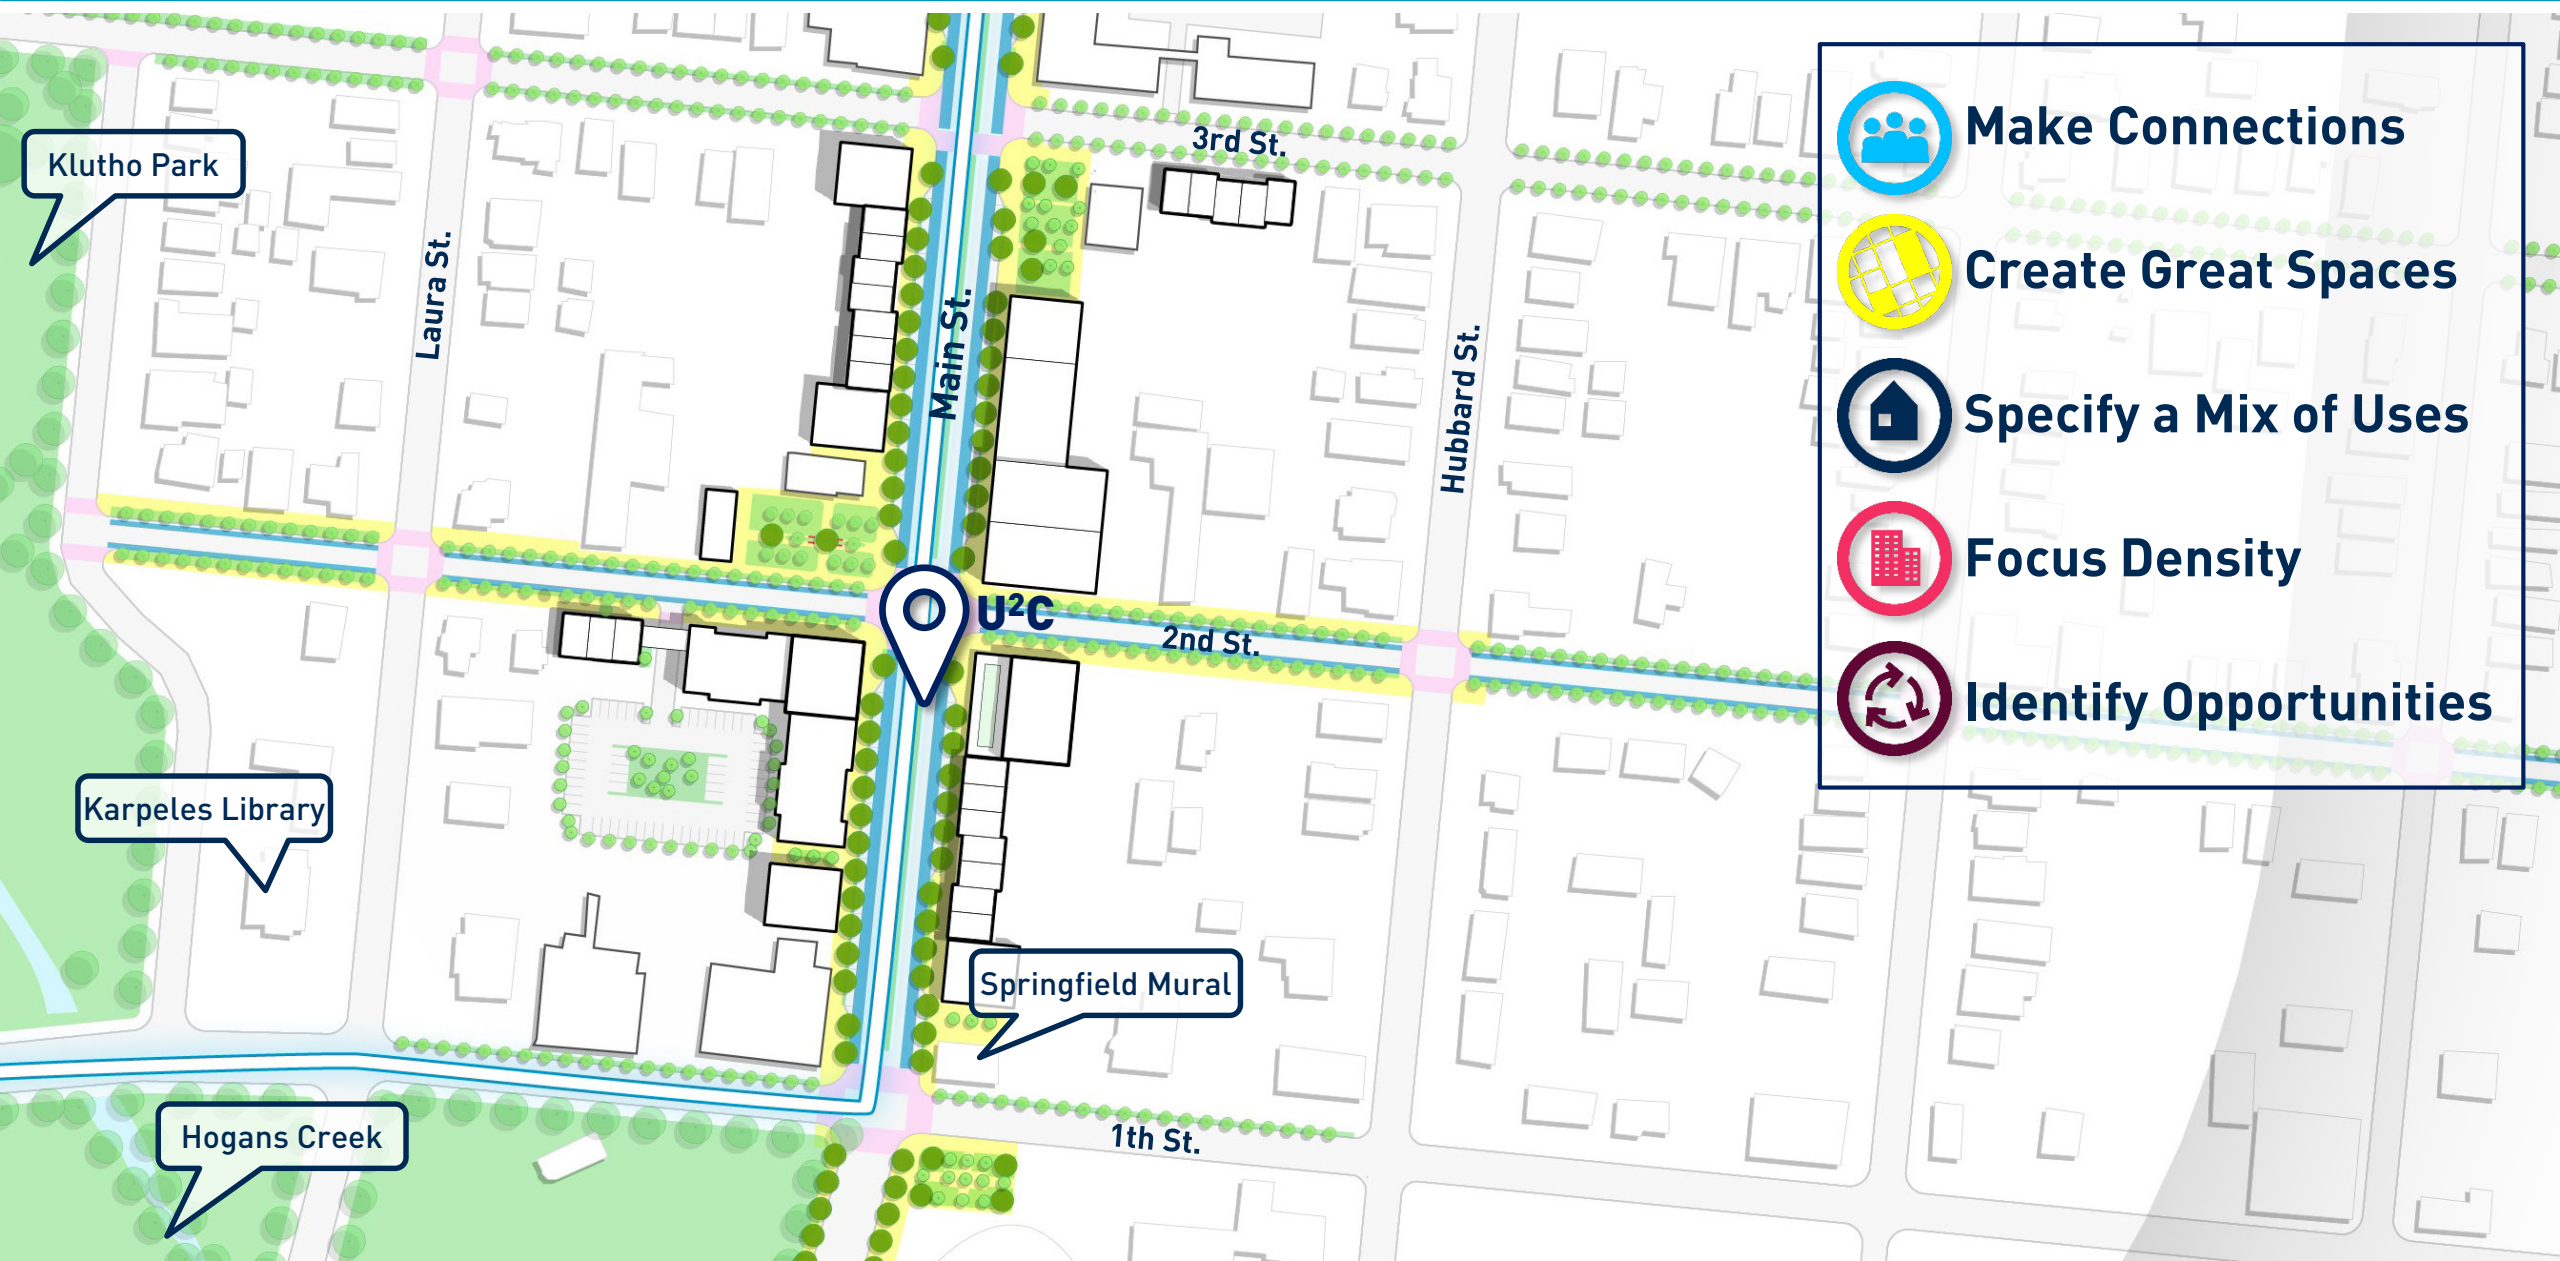 Klutho Park
Laura St.
Main St.
3rd St.
Hubbard St.
U²C
2nd St.
Karpeles Library
Springfield Mural
Hogans Creek
1th St.
Make Connections
Create Great Spaces
Specify a Mix of Uses
Focus Density
Identify Opportunities